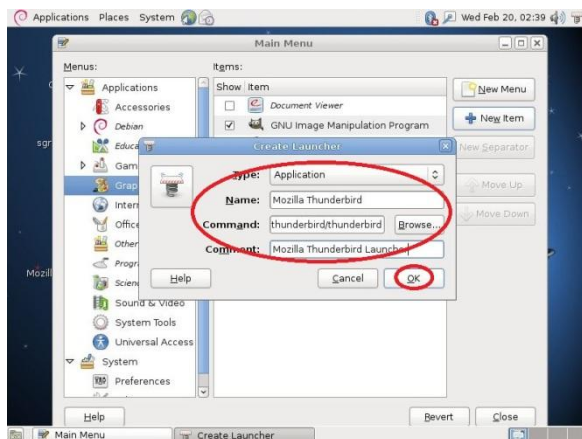 Applications Places System Wed Feb 20, 02:39
Main Menu
Menus: Items:
Applications Show Item New Menu
Accessories Document Viewer
Debian GNU Image Manipulation Program New Item
sgr Educa Create Launcher New Separator
Gam Type: Application
Grap Name: Mozilla Thunderbird Move Up
Intern Command: thunderbird/thunderbird Browse... Move Down
Office
Other Comment: Mozilla Thunderbird Launcher
Mozill Progr
Scien Help Cancel OK
Sound & Video
System Tools
Universal Access
System
Preferences
Help Revert Close
Main Menu Create Launcher